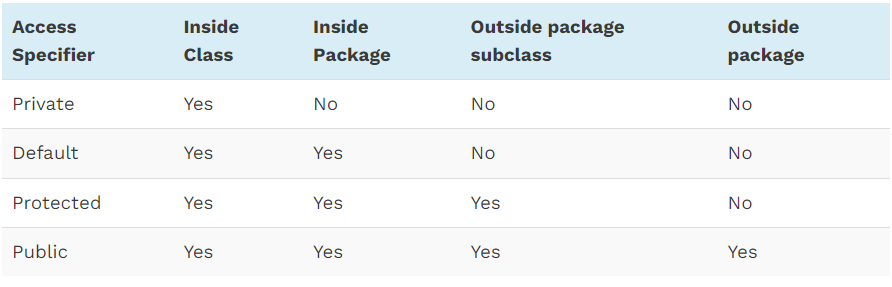 Access Specifier Inside Class Inside Package Outside package subclass Outside package
Private Yes No No No
Default Yes Yes No No
Protected Yes Yes Yes No
Public Yes Yes Yes Yes